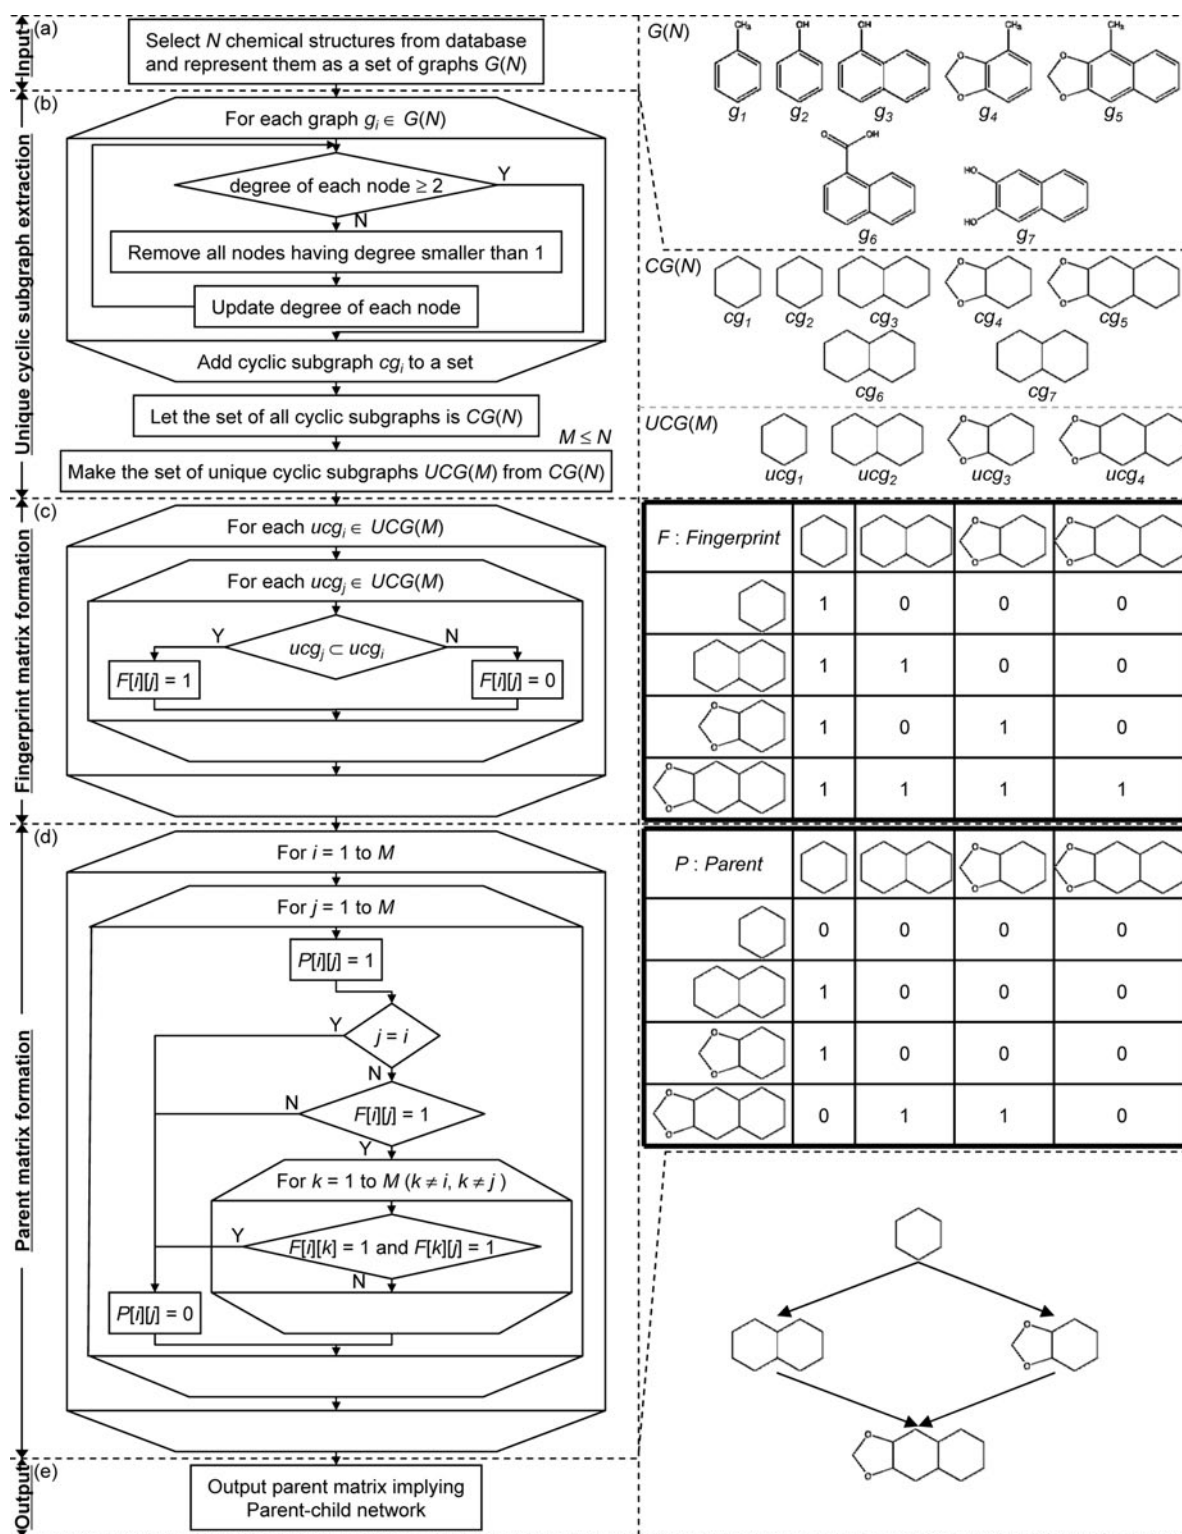 (a)
Input
Select N chemical structures from database
and represent them as a set of graphs G(N)
(b)
Unique cyclic subgraph extraction
For each graph gi ∈ G(N)
degree of each node ≥ 2
Y
N
Remove all nodes having degree smaller than 1
Update degree of each node
Add cyclic subgraph cgi to a set
Let the set of all cyclic subgraphs is CG(N)
M ≤ N
Make the set of unique cyclic subgraphs UCG(M) from CG(N)
(c)
Fingerprint matrix formation
For each ucgi ∈ UCG(M)
For each ucgj ∈ UCG(M)
Y
ucgj ⊂ ucgi
N
F[i][j] = 1
F[i][j] = 0
(d)
Parent matrix formation
For i = 1 to M
For j = 1 to M
P[i][j] = 1
Y
j = i
N
N
F[i][j] = 1
Y
For k = 1 to M (k ≠ i, k ≠ j )
Y
F[i][k] = 1 and F[k][j] = 1
N
P[i][j] = 0
(e)
Output
Output parent matrix implying
Parent-child network
G(N)
CH3
OH
OH
CH3
CH3
O
O
O
O
g1
g2
g3
g4
g5
O
OH
HO
HO
g6
g7
CG(N)
O
O
O
O
cg1
cg2
cg3
cg4
cg5
cg6
cg7
UCG(M)
O
O
O
O
ucg1
ucg2
ucg3
ucg4
F : Fingerprint
O
O
O
O
1 0 0 0
1 1 0 0
O
O
1 0 1 0
O
O
1 1 1 1
P : Parent
O
O
O
O
0 0 0 0
1 0 0 0
O
O
1 0 0 0
O
O
0 1 1 0
O
O
O
O